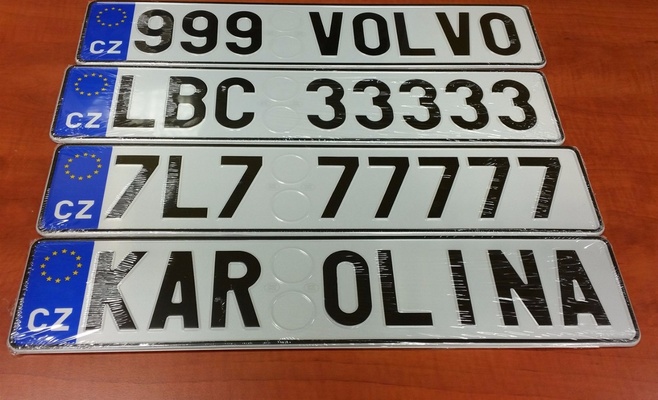 CZ 999 VOLVO
CZ LBC 33333
CZ 7L7 77777
CZ KAR OLINA